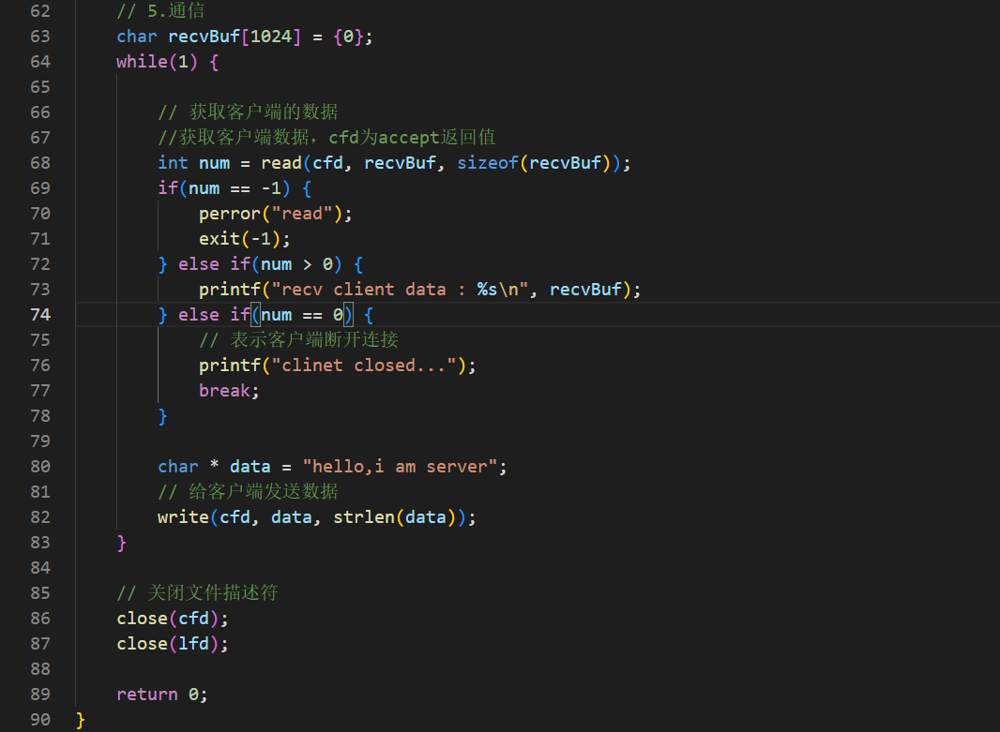 62 // 5.通信
63 char recvBuf[1024] = {0};
64 while(1) {
65
66 // 获取客户端的数据
67 //获取客户端数据，cfd为accept返回值
68 int num = read(cfd, recvBuf, sizeof(recvBuf));
69 if(num == -1) {
70 perror("read");
71 exit(-1);
72 } else if(num > 0) {
73 printf("recv client data : %s\n", recvBuf);
74 } else if(num == 0) {
75 // 表示客户端断开连接
76 printf("clinet closed...");
77 break;
78 }
79
80 char * data = "hello,i am server";
81 // 给客户端发送数据
82 write(cfd, data, strlen(data));
83 }
84
85 // 关闭文件描述符
86 close(cfd);
87 close(lfd);
88
89 return 0;
90 }